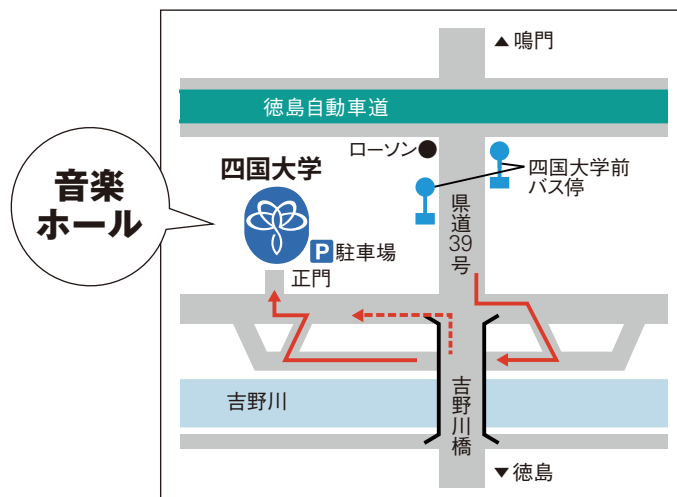 ▲鳴門
徳島自動車道
ローソン
四国大学前
バス停
四国大学
音楽
ホール
県道39号
P駐車場
正門
吉野川
吉野川橋
▼徳島